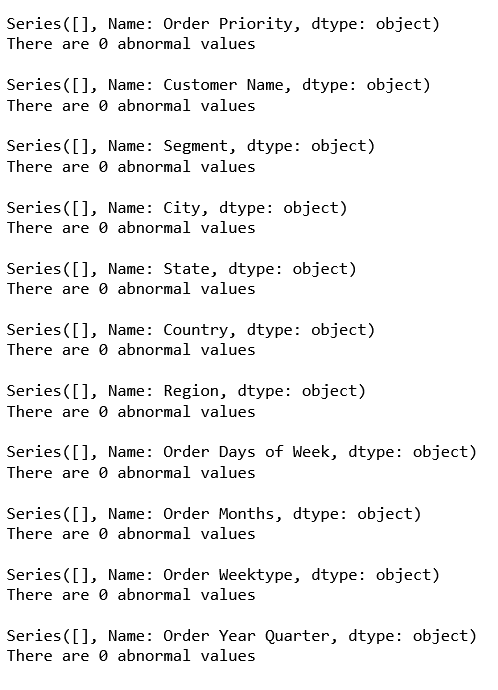 Series([], Name: Order Priority, dtype: object)
There are 0 abnormal values
Series([], Name: Customer Name, dtype: object)
There are 0 abnormal values
Series([], Name: Segment, dtype: object)
There are 0 abnormal values
Series([], Name: City, dtype: object)
There are 0 abnormal values
Series([], Name: State, dtype: object)
There are 0 abnormal values
Series([], Name: Country, dtype: object)
There are 0 abnormal values
Series([], Name: Region, dtype: object)
There are 0 abnormal values
Series([], Name: Order Days of Week, dtype: object)
There are 0 abnormal values
Series([], Name: Order Months, dtype: object)
There are 0 abnormal values
Series([], Name: Order Weektype, dtype: object)
There are 0 abnormal values
Series([], Name: Order Year Quarter, dtype: object)
There are 0 abnormal values